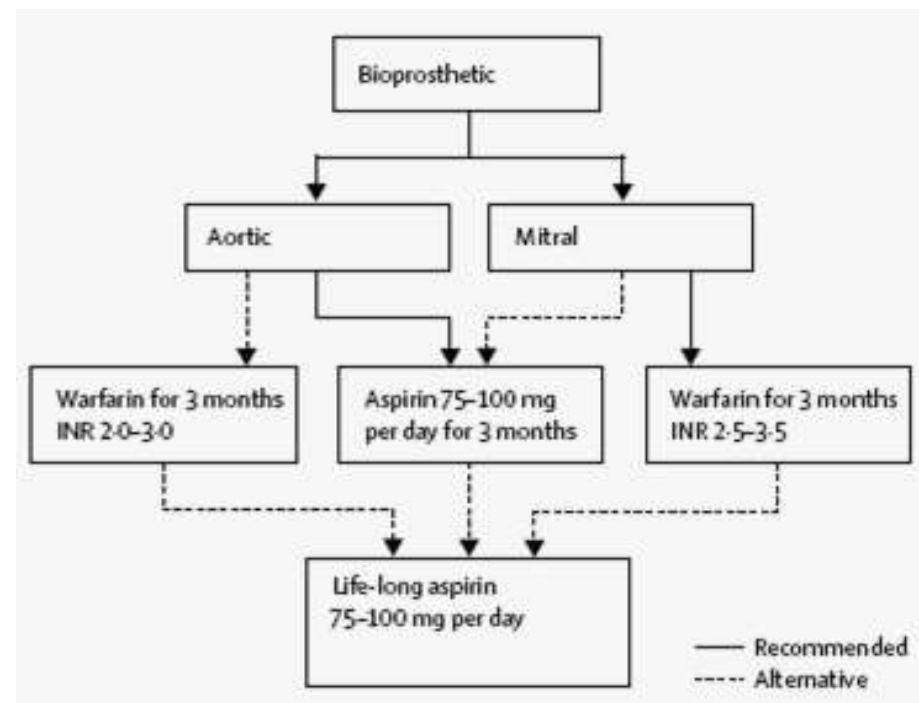 Bioprosthetic
Aortic
Mitral
Warfarin for 3 months
INR 2·0–3·0
Aspirin 75–100 mg
per day for 3 months
Warfarin for 3 months
INR 2·5–3·5
Life-long aspirin
75–100 mg per day
Recommended
Alternative